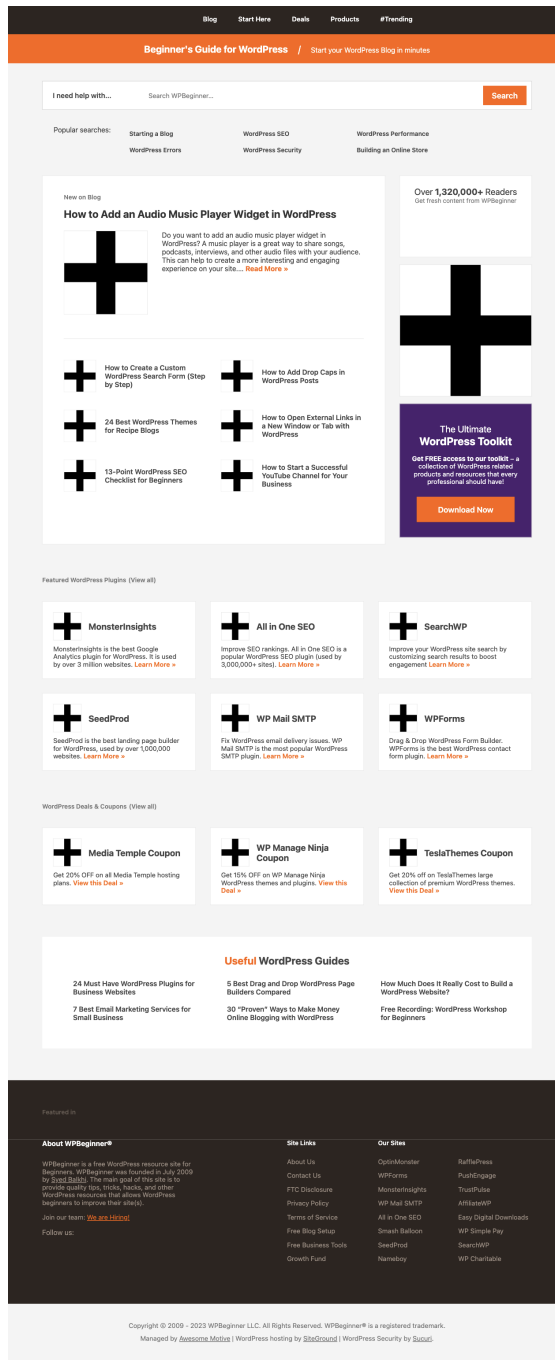 Blog Start Here Deals Products #Trending
Beginner's Guide for WordPress / Start your WordPress Blog in minutes
I need help with... Search WPBeginner... Search
Popular searches:
Starting a Blog WordPress SEO WordPress Performance
WordPress Errors WordPress Security Building an Online Store
New on Blog
How to Add an Audio Music Player Widget in WordPress
Do you want to add an audio music player widget in
WordPress? A music player is a great way to share songs,
podcasts, interviews, and other audio files with your audience.
This can help to create a more interesting and engaging
experience on your site.... Read More »
How to Create a Custom
WordPress Search Form (Step
by Step)
How to Add Drop Caps in
WordPress Posts
24 Best WordPress Themes
for Recipe Blogs
How to Open External Links in
a New Window or Tab with
WordPress
13-Point WordPress SEO
Checklist for Beginners
How to Start a Successful
YouTube Channel for Your
Business
Over 1,320,000+ Readers
Get fresh content from WPBeginner
The Ultimate
WordPress Toolkit
Get FREE access to our toolkit – a
collection of WordPress related
products and resources that every
professional should have!
Download Now
Featured WordPress Plugins (View all)
MonsterInsights
MonsterInsights is the best Google
Analytics plugin for WordPress. It is used
by over 3 million websites. Learn More »
All in One SEO
Improve SEO rankings. All in One SEO is a
popular WordPress SEO plugin (used by
3,000,000+ sites). Learn More »
SearchWP
Improve your WordPress site search by
customizing search results to boost
engagement Learn More »
SeedProd
SeedProd is the best landing page builder
for WordPress, used by over 1,000,000
websites. Learn More »
WP Mail SMTP
Fix WordPress email delivery issues. WP
Mail SMTP is the most popular WordPress
SMTP plugin. Learn More »
WPForms
Drag & Drop WordPress Form Builder.
WPForms is the best WordPress contact
form plugin. Learn More »
WordPress Deals & Coupons (View all)
Media Temple Coupon
Get 20% OFF on all Media Temple hosting
plans. View this Deal »
WP Manage Ninja
Coupon
Get 15% OFF on WP Manage Ninja
WordPress themes and plugins. View this
Deal »
TeslaThemes Coupon
Get 20% off on TeslaThemes large
collection of premium WordPress themes.
View this Deal »
Useful WordPress Guides
24 Must Have WordPress Plugins for
Business Websites
5 Best Drag and Drop WordPress Page
Builders Compared
How Much Does It Really Cost to Build a
WordPress Website?
7 Best Email Marketing Services for
Small Business
30 “Proven” Ways to Make Money
Online Blogging with WordPress
Free Recording: WordPress Workshop
for Beginners
Featured in
About WPBeginner®
WPBeginner is a free WordPress resource site for
Beginners. WPBeginner was founded in July 2009
by Syed Balkhi. The main goal of this site is to
provide quality tips, tricks, hacks, and other
WordPress resources that allows WordPress
beginners to improve their site(s).
Join our team: We are Hiring!
Follow us:
Site Links
About Us
Contact Us
FTC Disclosure
Privacy Policy
Terms of Service
Free Blog Setup
Free Business Tools
Growth Fund
Our Sites
OptinMonster
WPForms
MonsterInsights
WP Mail SMTP
All in One SEO
Smash Balloon
SeedProd
Nameboy
RafflePress
PushEngage
TrustPulse
AffiliateWP
Easy Digital Downloads
WP Simple Pay
SearchWP
WP Charitable
Copyright © 2009 - 2023 WPBeginner LLC. All Rights Reserved. WPBeginner® is a registered trademark.
Managed by Awesome Motive | WordPress hosting by SiteGround | WordPress Security by Sucuri.